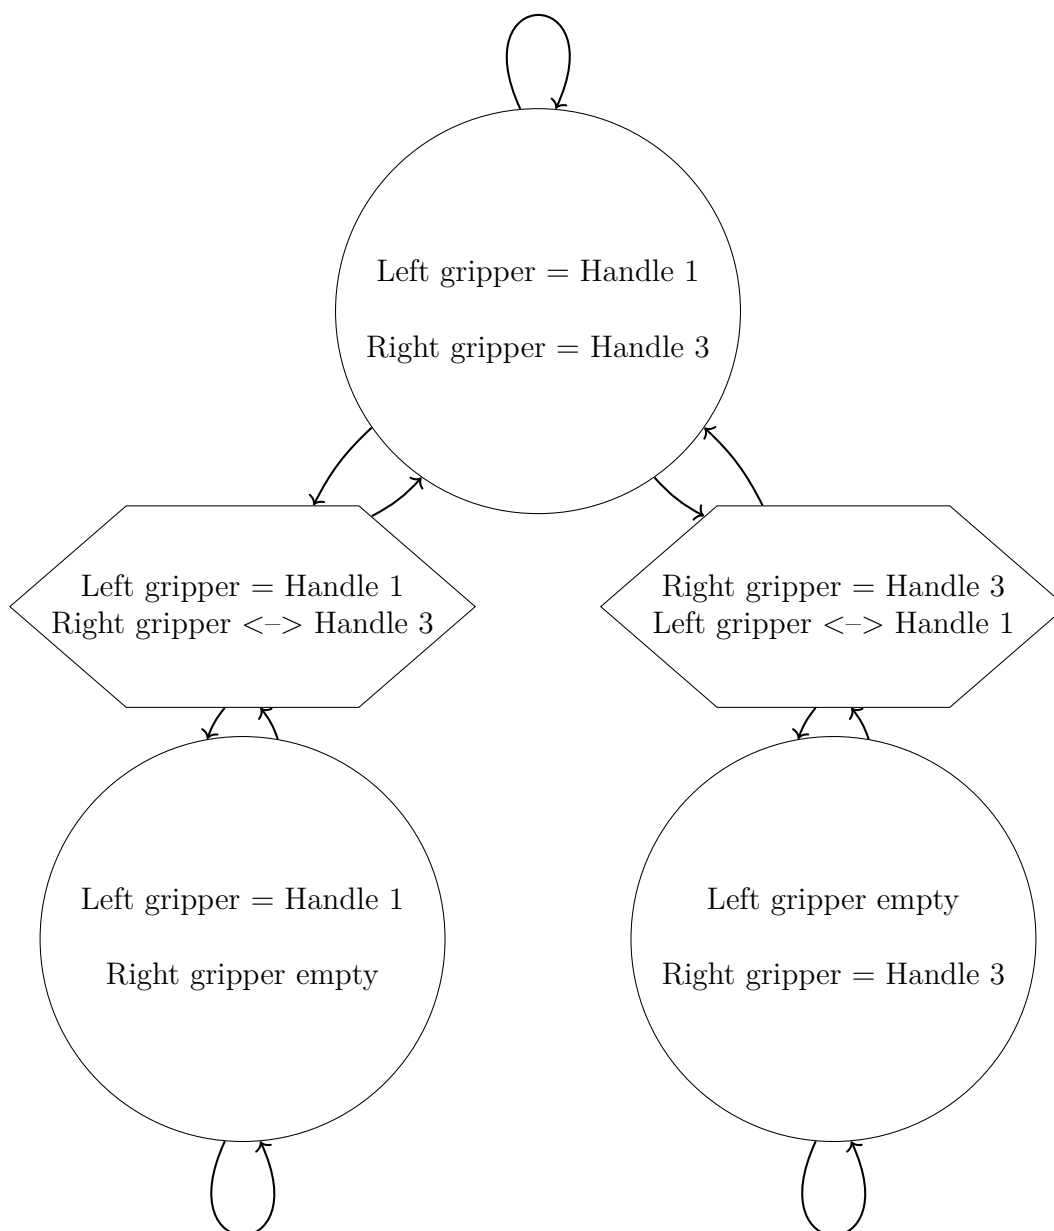 Left gripper = Handle 1
Right gripper = Handle 3
Left gripper = Handle 1
Right gripper <–> Handle 3
Right gripper = Handle 3
Left gripper <–> Handle 1
Left gripper = Handle 1
Right gripper empty
Left gripper empty
Right gripper = Handle 3